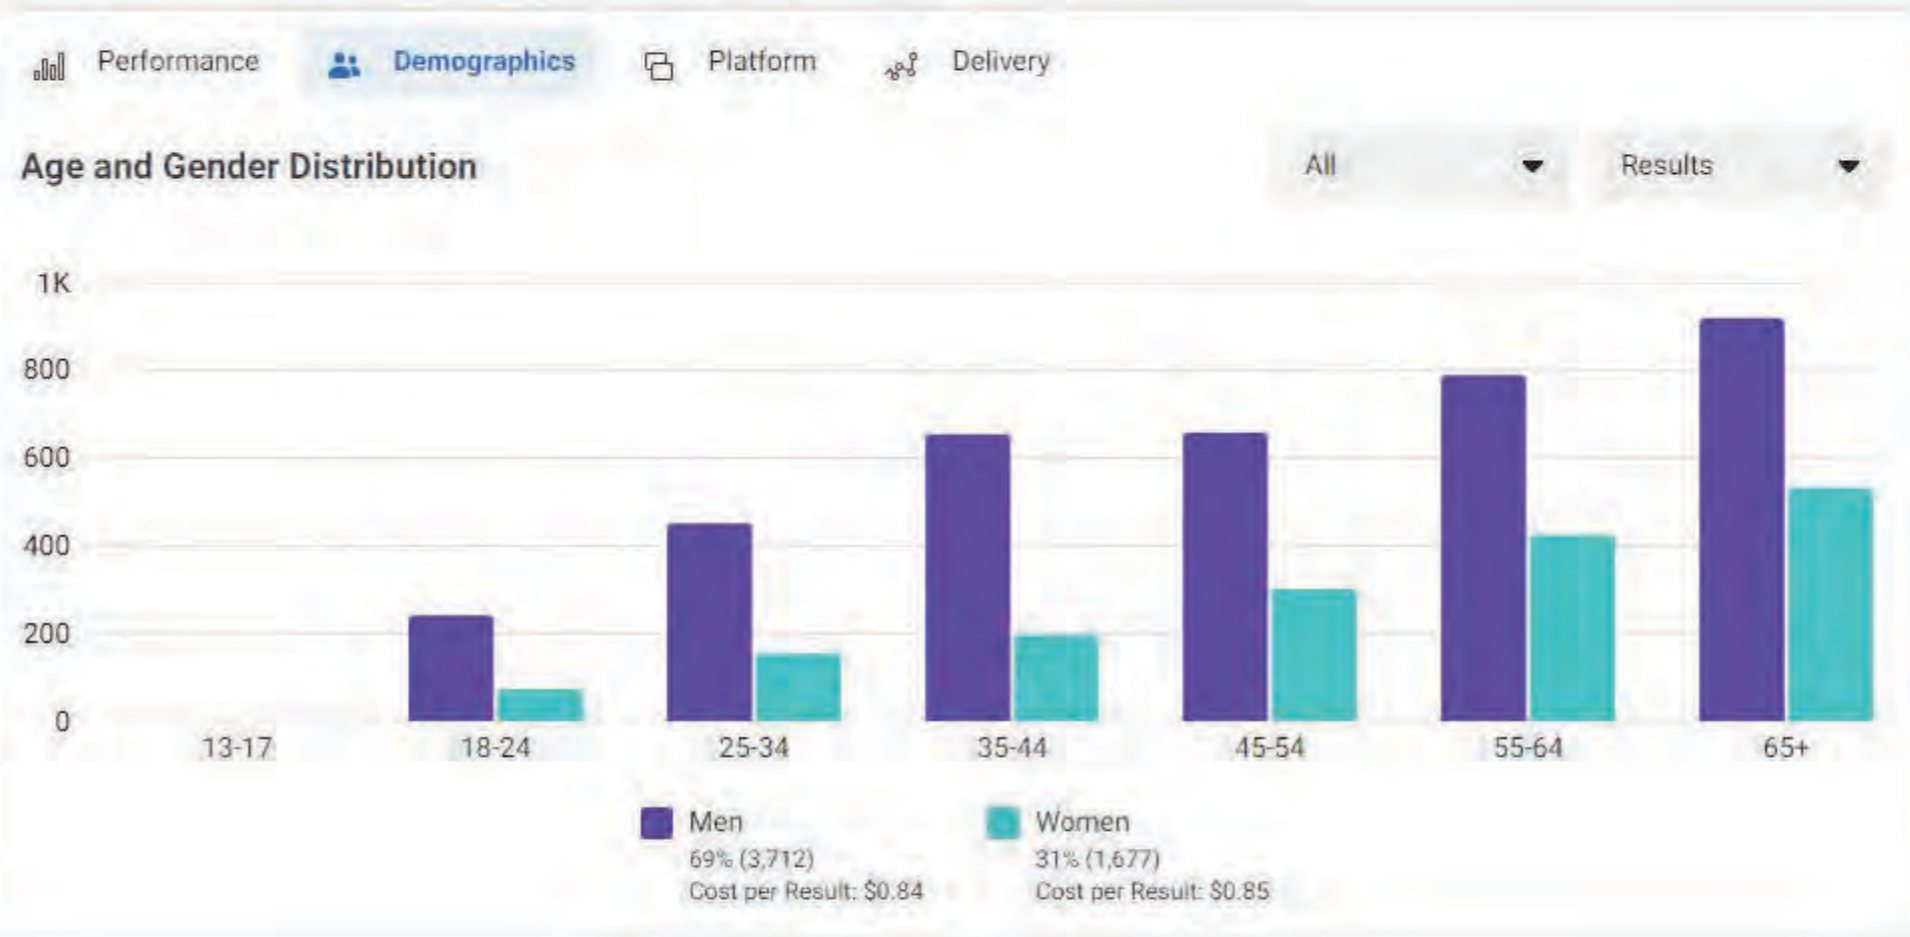 Performance Demographics Platform Delivery
Age and Gender Distribution All Results
1K
800
600
400
200
0
13-17 18-24 25-34 35-44 45-54 55-64 65+
Men Women
69% (3,712) 31% (1,677)
Cost per Result: $0.84 Cost per Result: $0.85